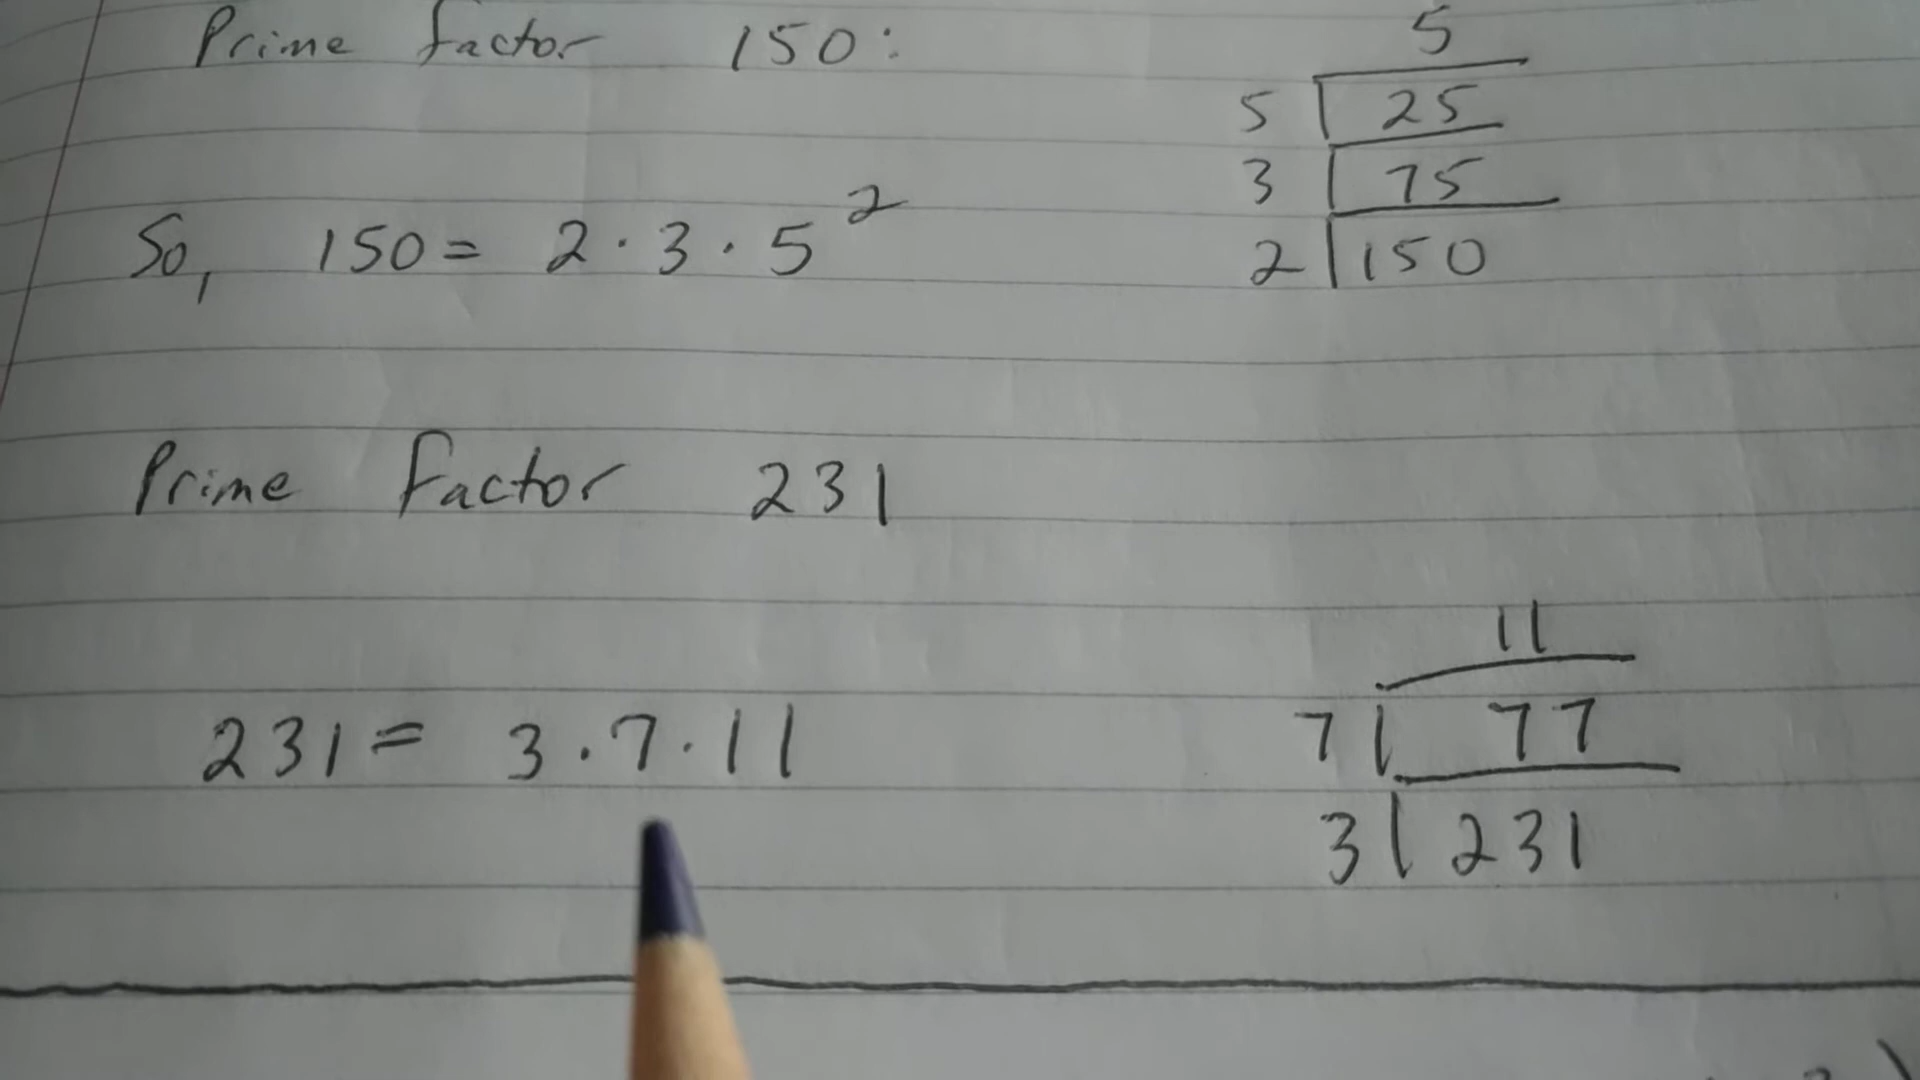 Prime factor 150:
5
5 25
3 75
2 150
So, 150 = 2 · 3 · 5²
Prime factor 231
11
7 77
3 231
231 = 3 · 7 · 11